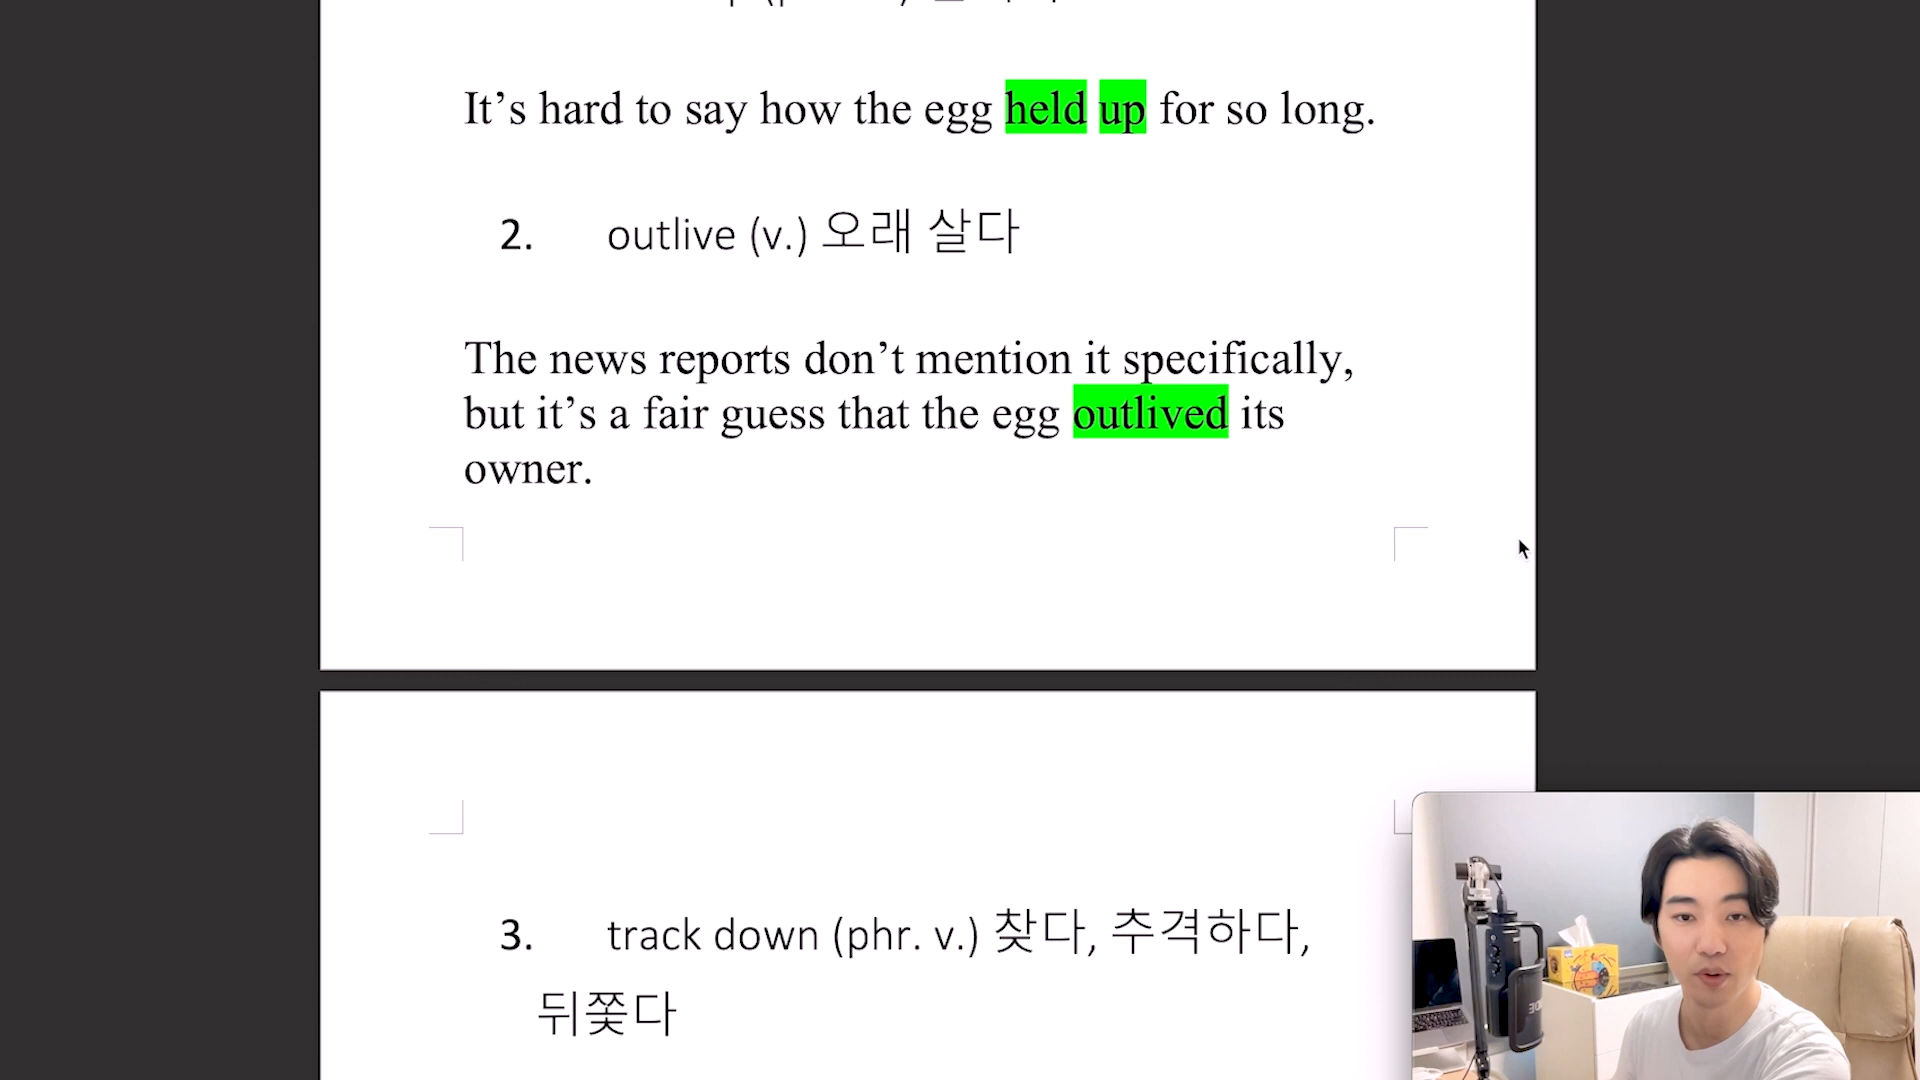 It’s hard to say how the egg held up for so long.
2. outlive (v.) 오래 살다
The news reports don’t mention it specifically,
but it’s a fair guess that the egg outlived its
owner.
3. track down (phr. v.) 찾다, 추격하다,
뒤쫓다